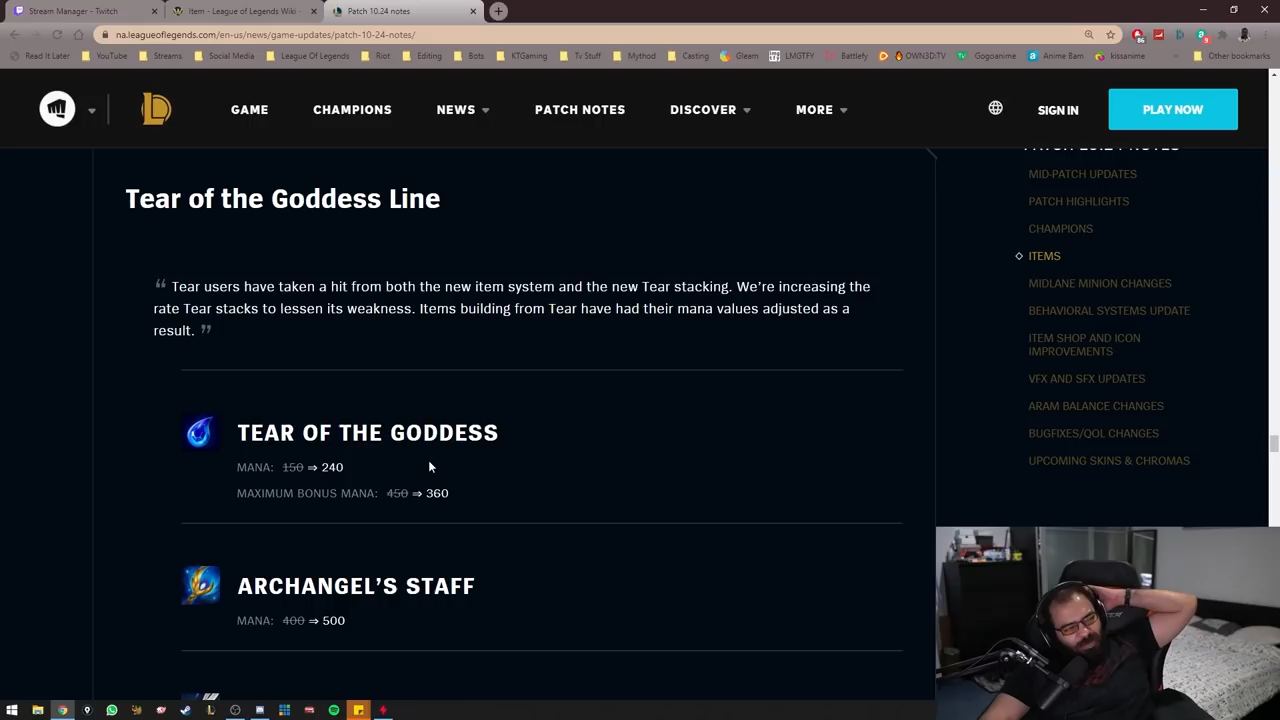 Stream Manager - Twitch
Item - League of Legends Wiki -
Patch 10.24 notes
na.leagueoflegends.com/en-us/news/game-updates/patch-10-24-notes/
Read It Later
YouTube
Streams
Social Media
League Of Legends
Riot
Editing
Bots
KTGaming
Tv Stuff
Mythod
Casting
Gleam
LMGTFY
Battlefy
OWN3D.TV
Gogoanime
Anime Bam
kissanime
Other bookmarks
GAME
CHAMPIONS
NEWS
PATCH NOTES
DISCOVER
MORE
SIGN IN
PLAY NOW
Tear of the Goddess Line
“ Tear users have taken a hit from both the new item system and the new Tear stacking. We’re increasing the
rate Tear stacks to lessen its weakness. Items building from Tear have had their mana values adjusted as a
result. ”
TEAR OF THE GODDESS
MANA: 150 ⇒ 240
MAXIMUM BONUS MANA: 450 ⇒ 360
ARCHANGEL’S STAFF
MANA: 400 ⇒ 500
MID-PATCH UPDATES
PATCH HIGHLIGHTS
CHAMPIONS
ITEMS
MIDLANE MINION CHANGES
BEHAVIORAL SYSTEMS UPDATE
ITEM SHOP AND ICON
IMPROVEMENTS
VFX AND SFX UPDATES
ARAM BALANCE CHANGES
BUGFIXES/QOL CHANGES
UPCOMING SKINS & CHROMAS